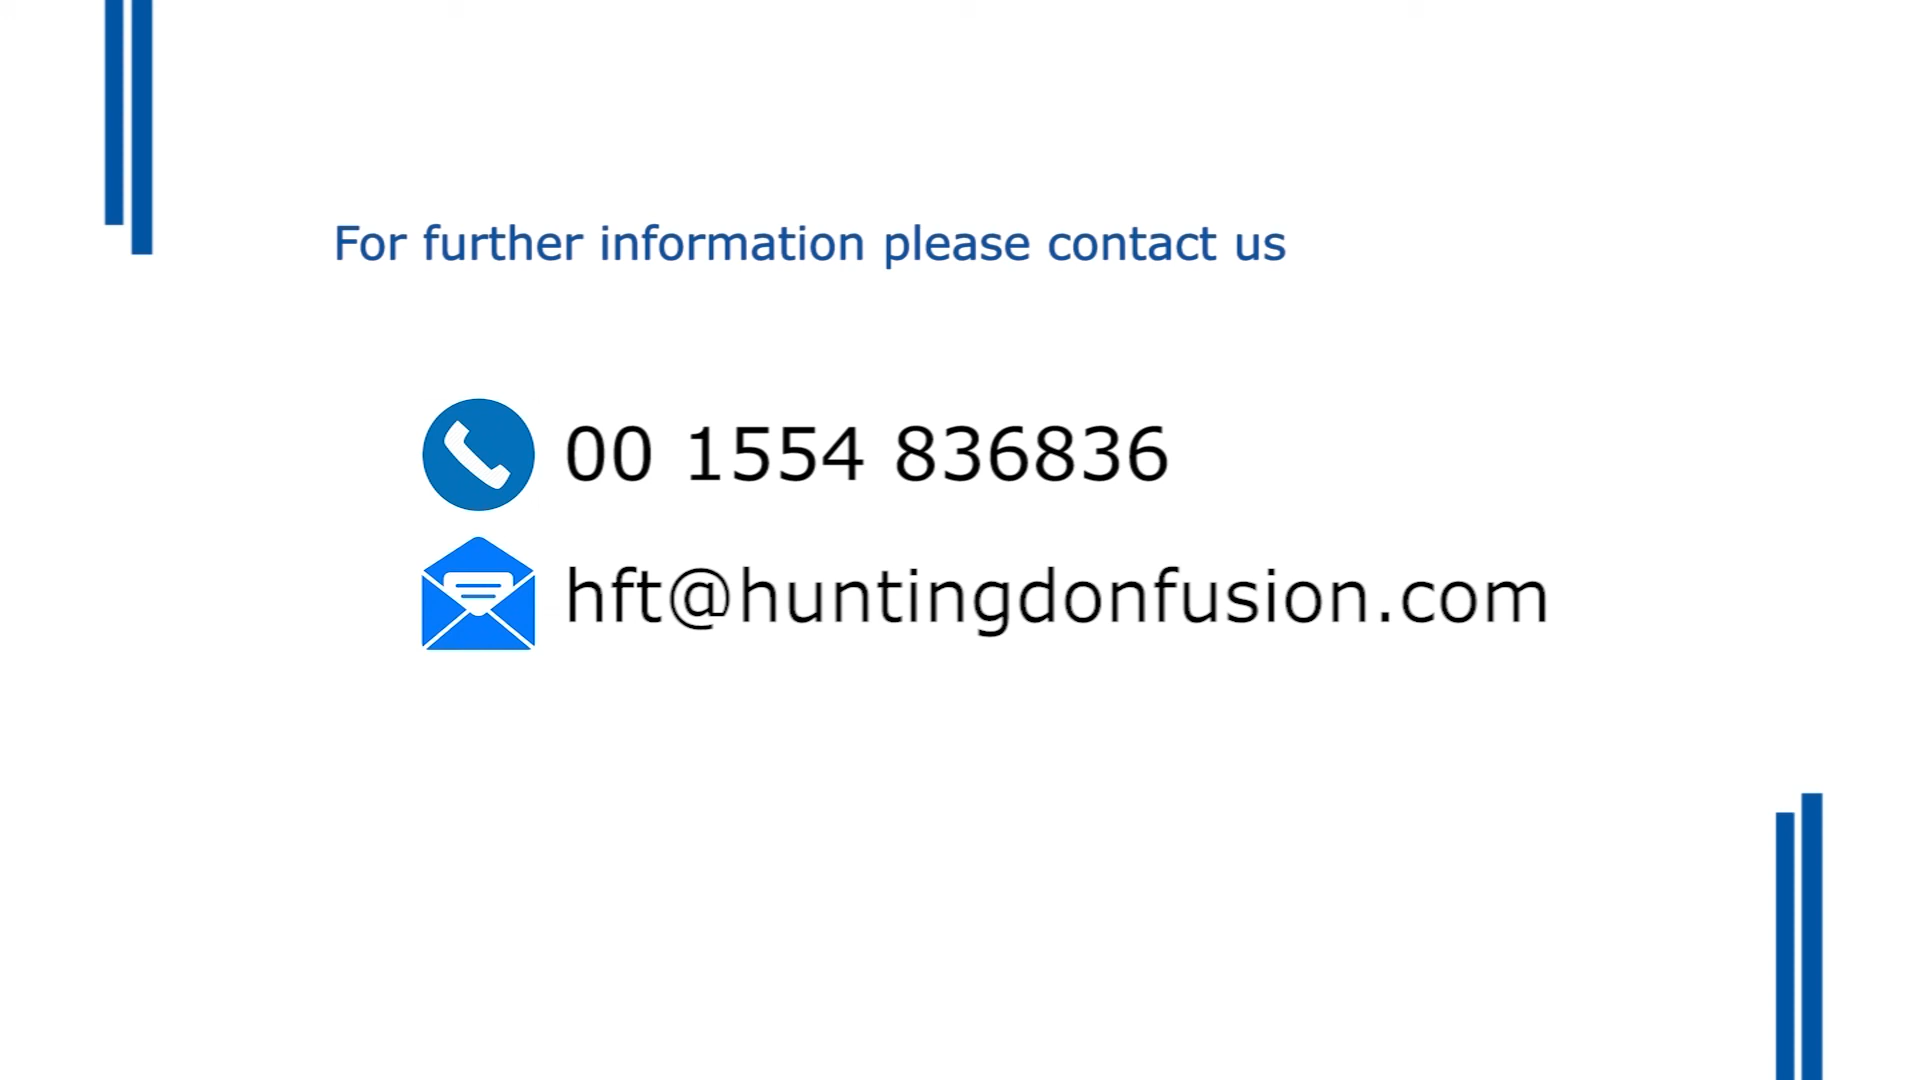 For further information please contact us
00 1554 836836
hft@huntingdonfusion.com